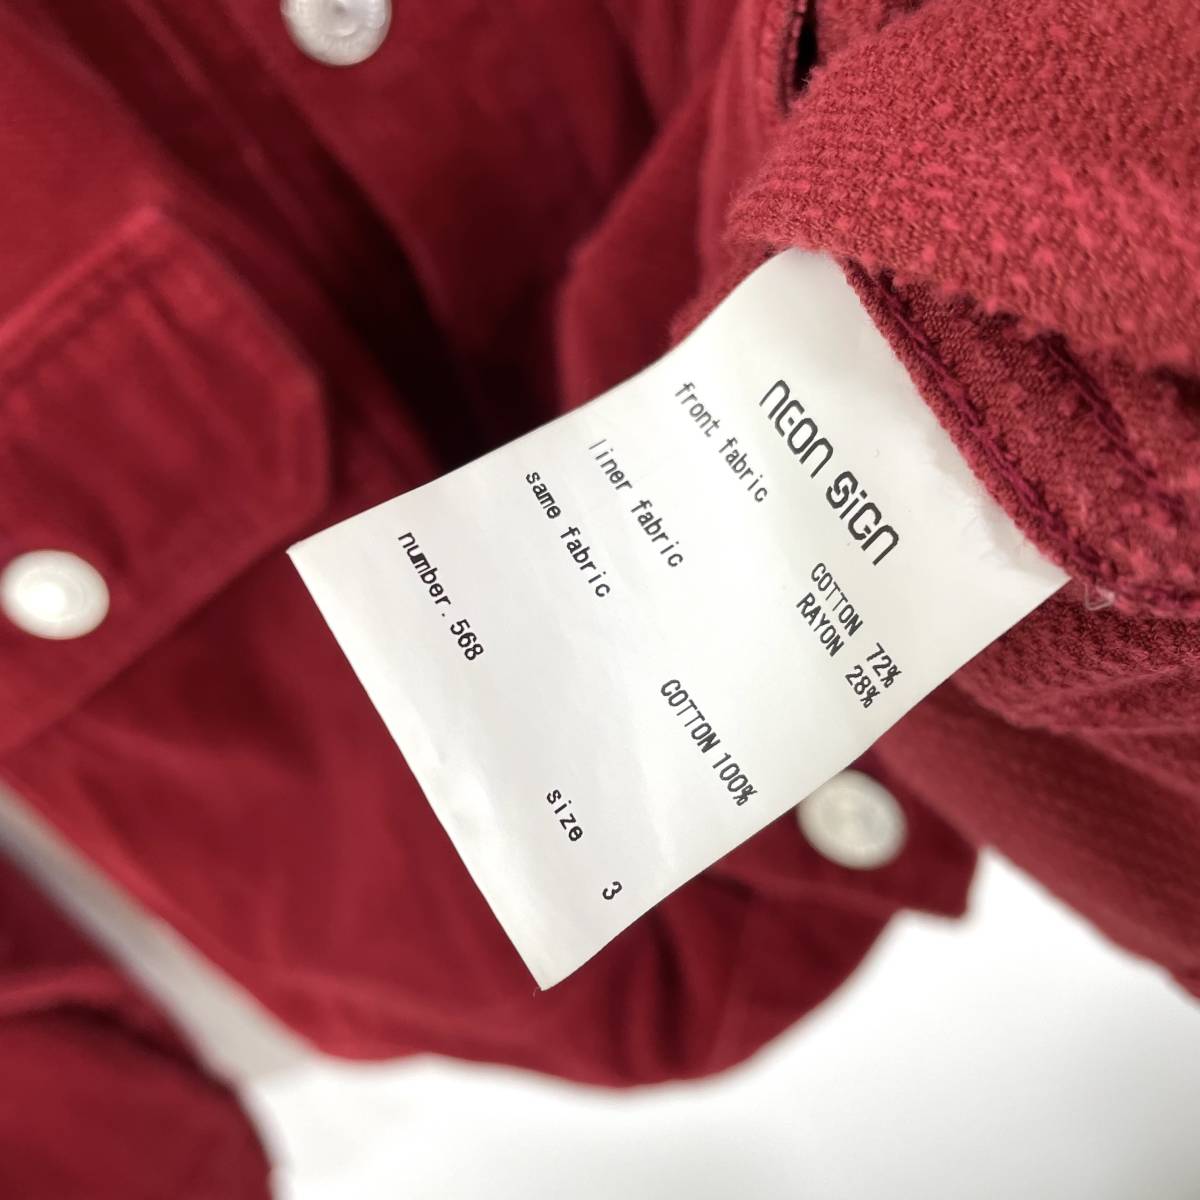 NEON SiGN
front fabric
COTTON 72%
RAYON 28%
liner fabric
same fabric
COTTON 100%
number. 568
size 3